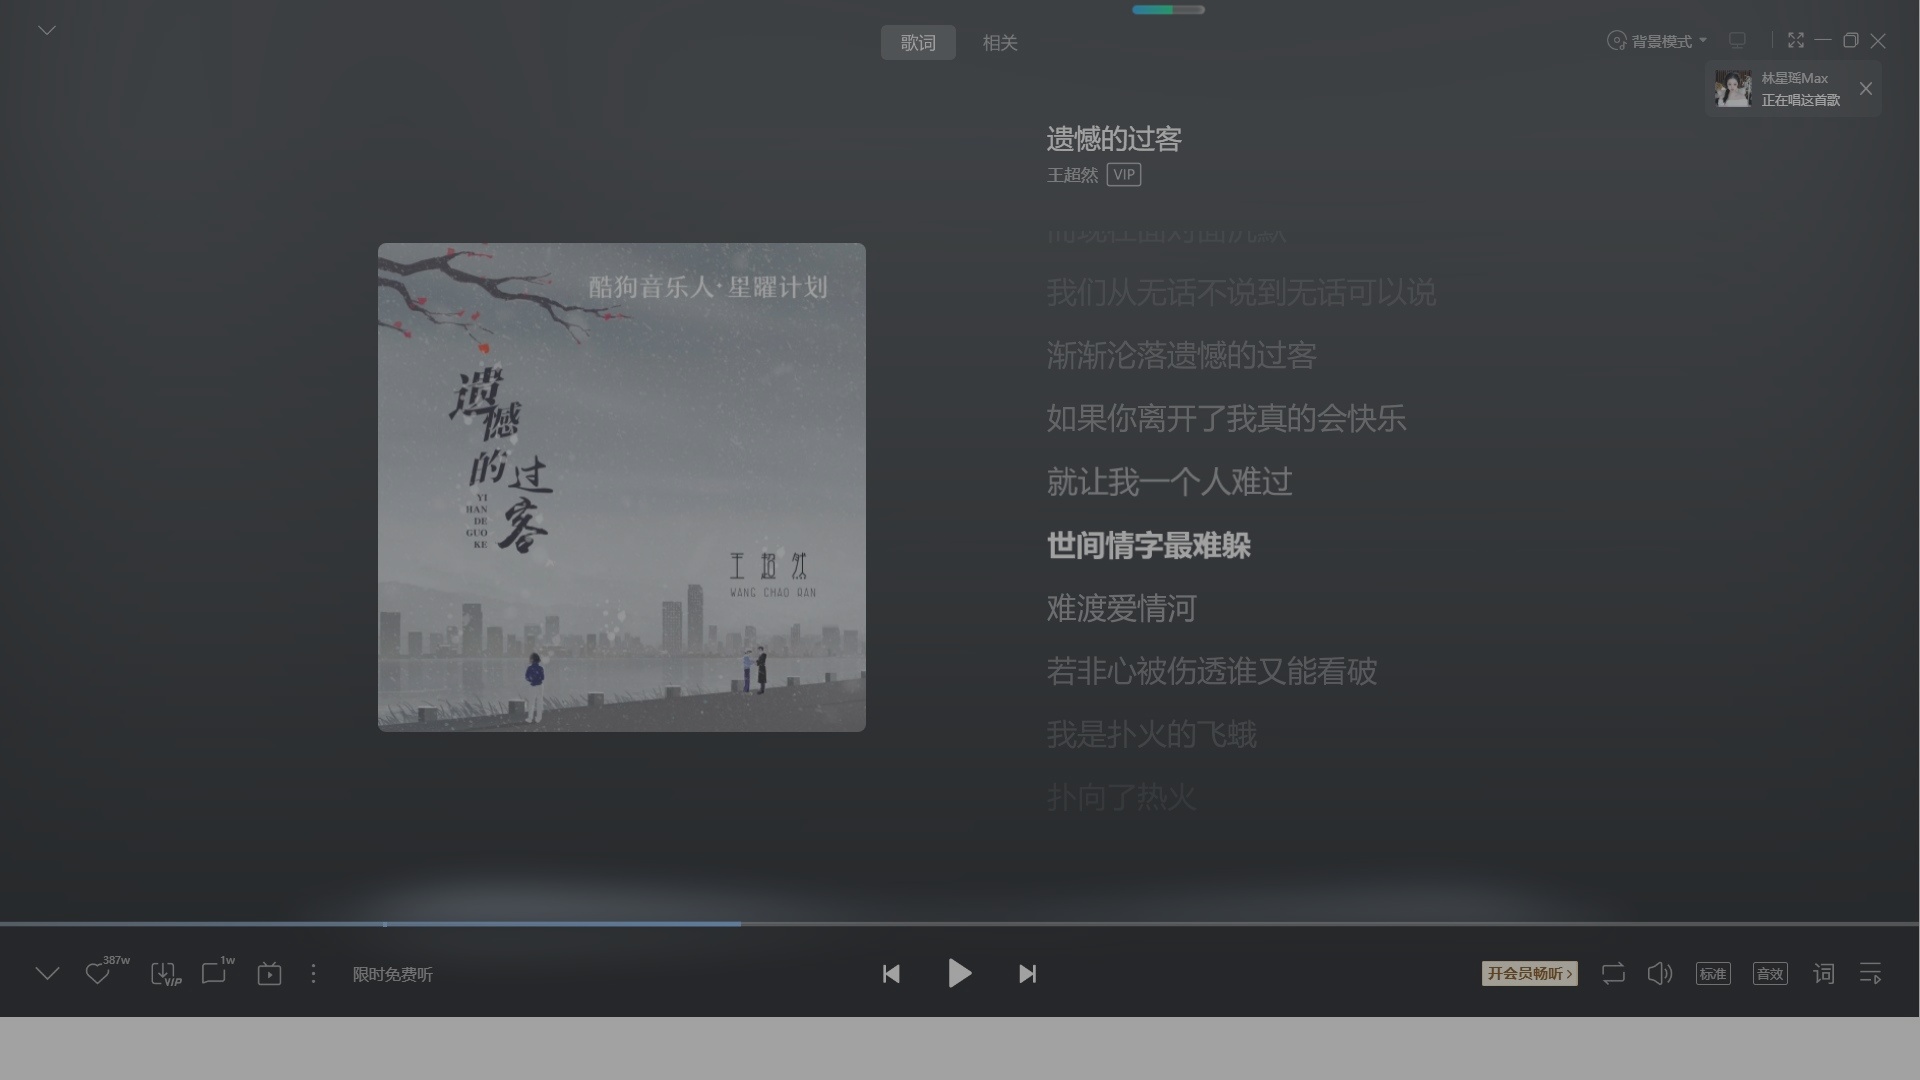 歌词
相关
背景模式
林星瑶Max
正在唱这首歌
遗憾的过客
王超然 VIP
我们从无话不说到无话可以说
渐渐沦落遗憾的过客
如果你离开了我真的会快乐
就让我一个人难过
世间情字最难躲
难渡爱情河
若非心被伤透谁又能看破
我是扑火的飞蛾
扑向了热火
酷狗音乐人·星曜计划
遗憾的过客
YI
HAN
DE
GUO
KE
王超然
WANG CHAO RAN
387w
VIP
1w
限时免费听
开会员畅听
标准
音效
词